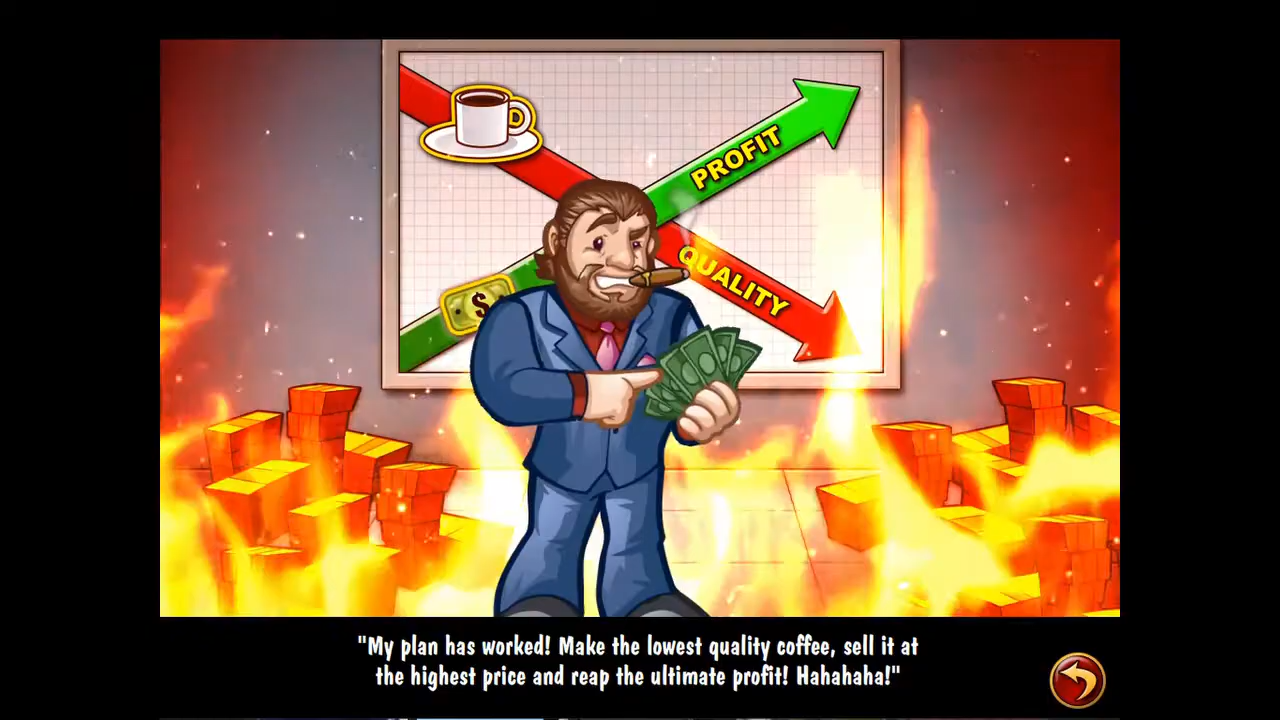 PROFIT
QUALITY
$
"My plan has worked! Make the lowest quality coffee, sell it at
the highest price and reap the ultimate profit! Hahahaha!"